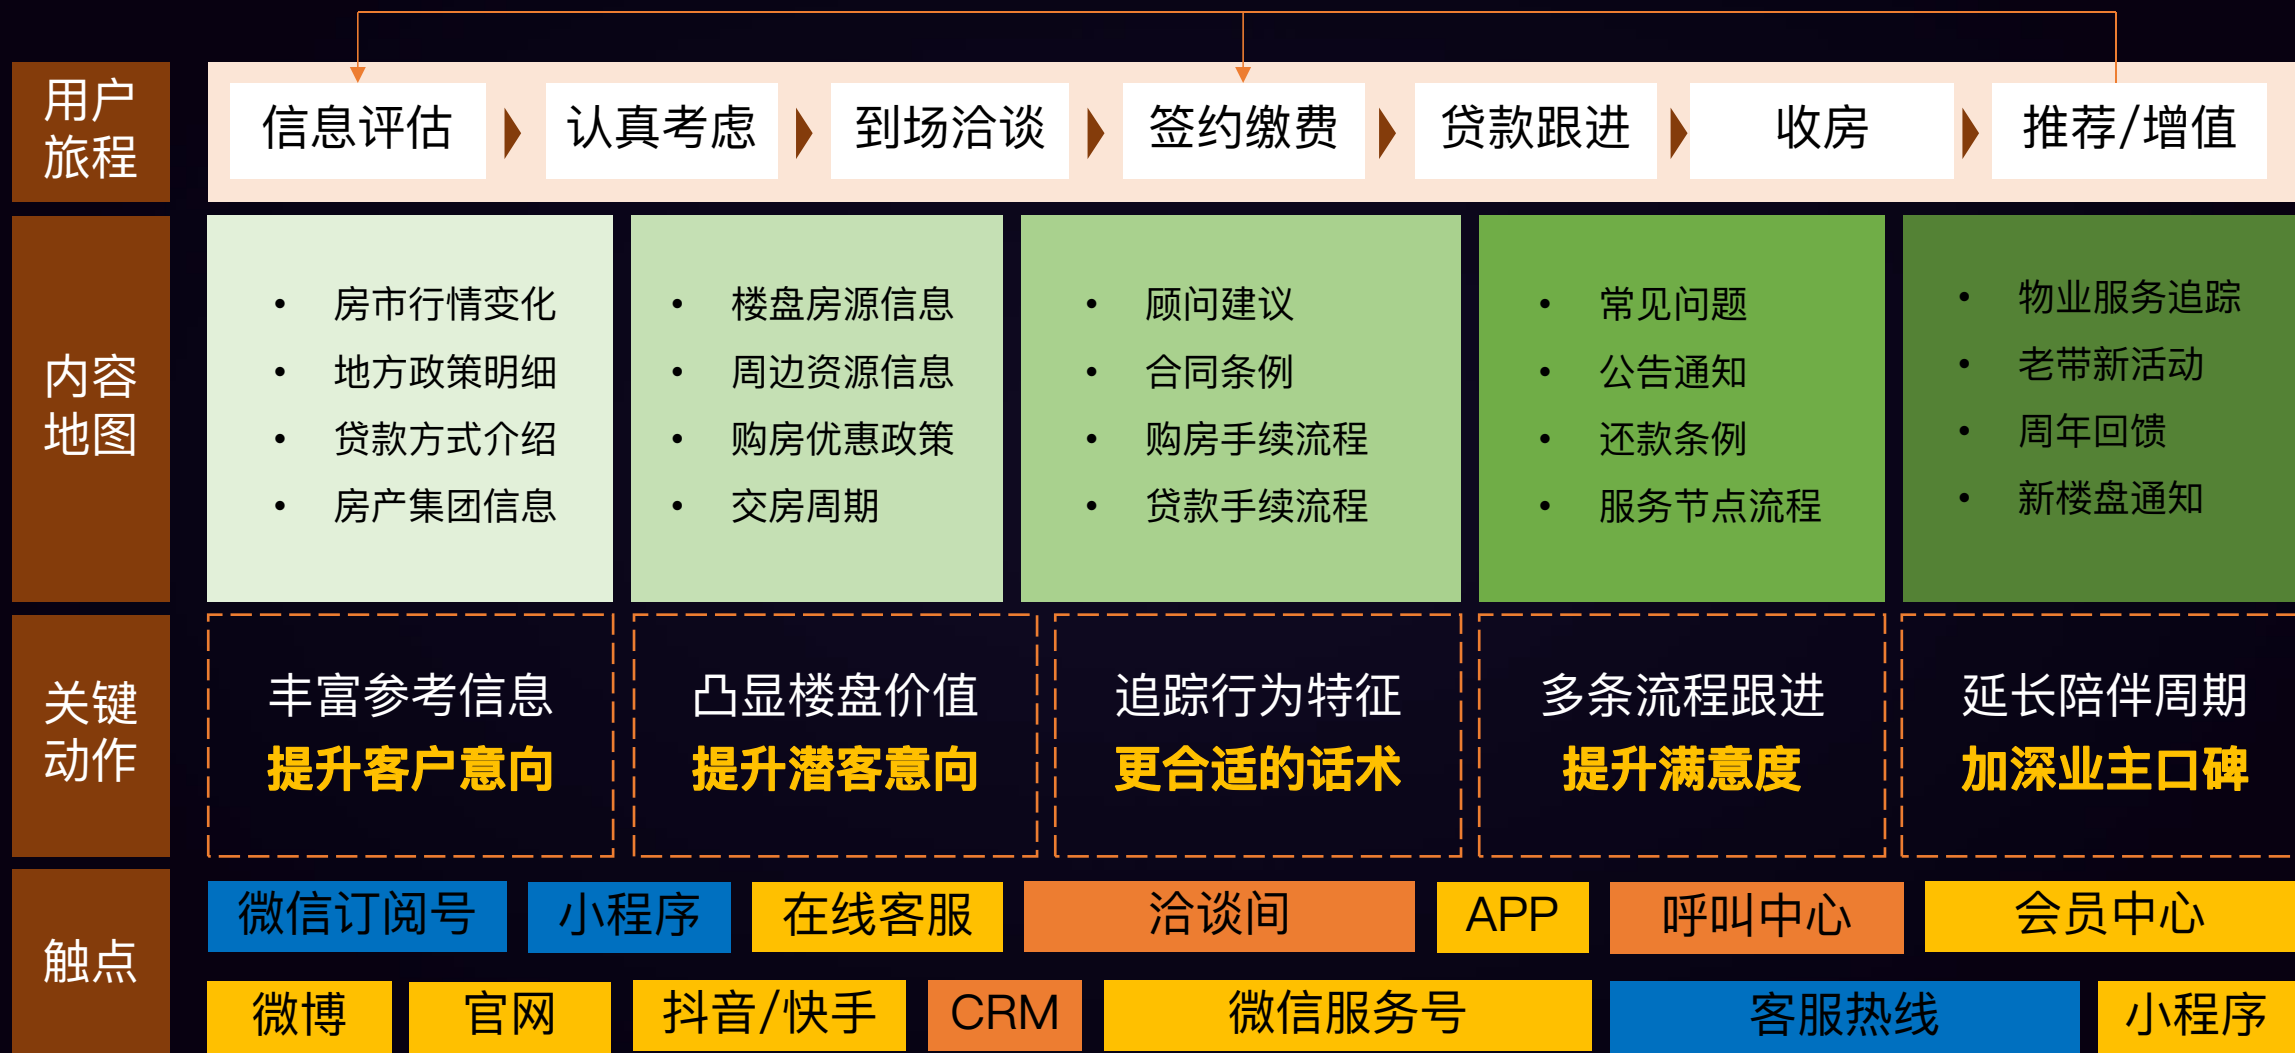 用户
旅程
信息评估
认真考虑
到场洽谈
签约缴费
贷款跟进
收房
推荐/增值
内容
地图
• 房市行情变化
• 地方政策明细
• 贷款方式介绍
• 房产集团信息
• 楼盘房源信息
• 周边资源信息
• 购房优惠政策
• 交房周期
• 顾问建议
• 合同条例
• 购房手续流程
• 贷款手续流程
• 常见问题
• 公告通知
• 还款条例
• 服务节点流程
• 物业服务追踪
• 老带新活动
• 周年回馈
• 新楼盘通知
关键
动作
丰富参考信息
提升客户意向
凸显楼盘价值
提升潜客意向
追踪行为特征
更合适的话术
多条流程跟进
提升满意度
延长陪伴周期
加深业主口碑
触点
微信订阅号
小程序
在线客服
洽谈间
APP
呼叫中心
会员中心
微博
官网
抖音/快手
CRM
微信服务号
客服热线
小程序